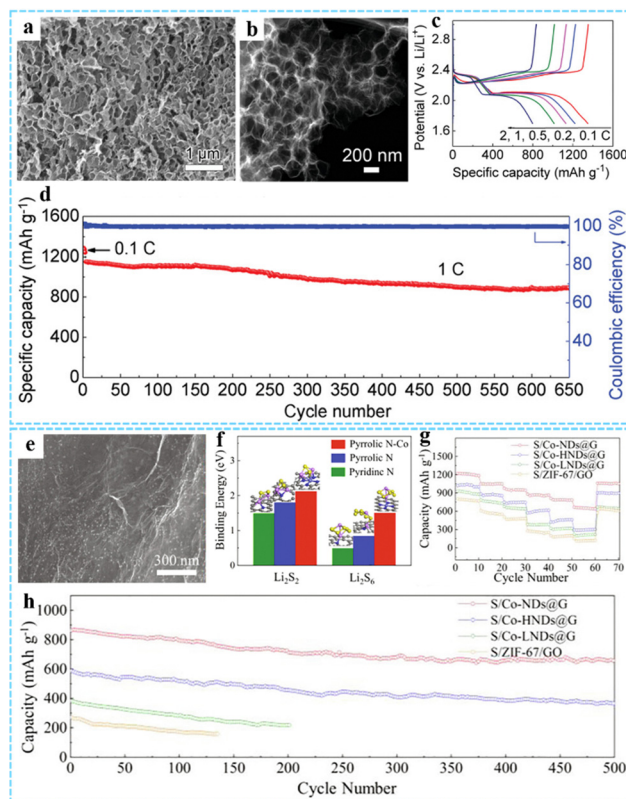 a
1 μm
b
200 nm
c
Potential (V vs. Li/Li⁺)
3.0
2.4
1.8
2, 1, 0.5, 0.2, 0.1 C
0 400 800 1200 1600
Specific capacity (mAh g⁻¹)
d
Specific capacity (mAh g⁻¹)
1600
1200
800
400
0
0.1 C
1 C
100
80
60
40
Coulombic efficiency (%)
0 50 100 150 200 250 300 350 400 450 500 550 600 650
Cycle number
e
300 nm
f
Binding Energy (eV)
3
2
1
0
Pyrrolic N-Co
Pyrrolic N
Pyridinc N
Li₂S₂ Li₂S₆
g
Capacity (mAh g⁻¹)
1800
1500
1200
900
600
300
0
S/Co-NDs@G
S/Co-HNDs@G
S/Co-LNDs@G
S/ZIF-67/GO
0 10 20 30 40 50 60 70
Cycle Number
h
Capacity (mAh g⁻¹)
1000
800
600
400
200
0
S/Co-NDs@G
S/Co-HNDs@G
S/Co-LNDs@G
S/ZIF-67/GO
0 50 100 150 200 250 300 350 400 450 500
Cycle Number